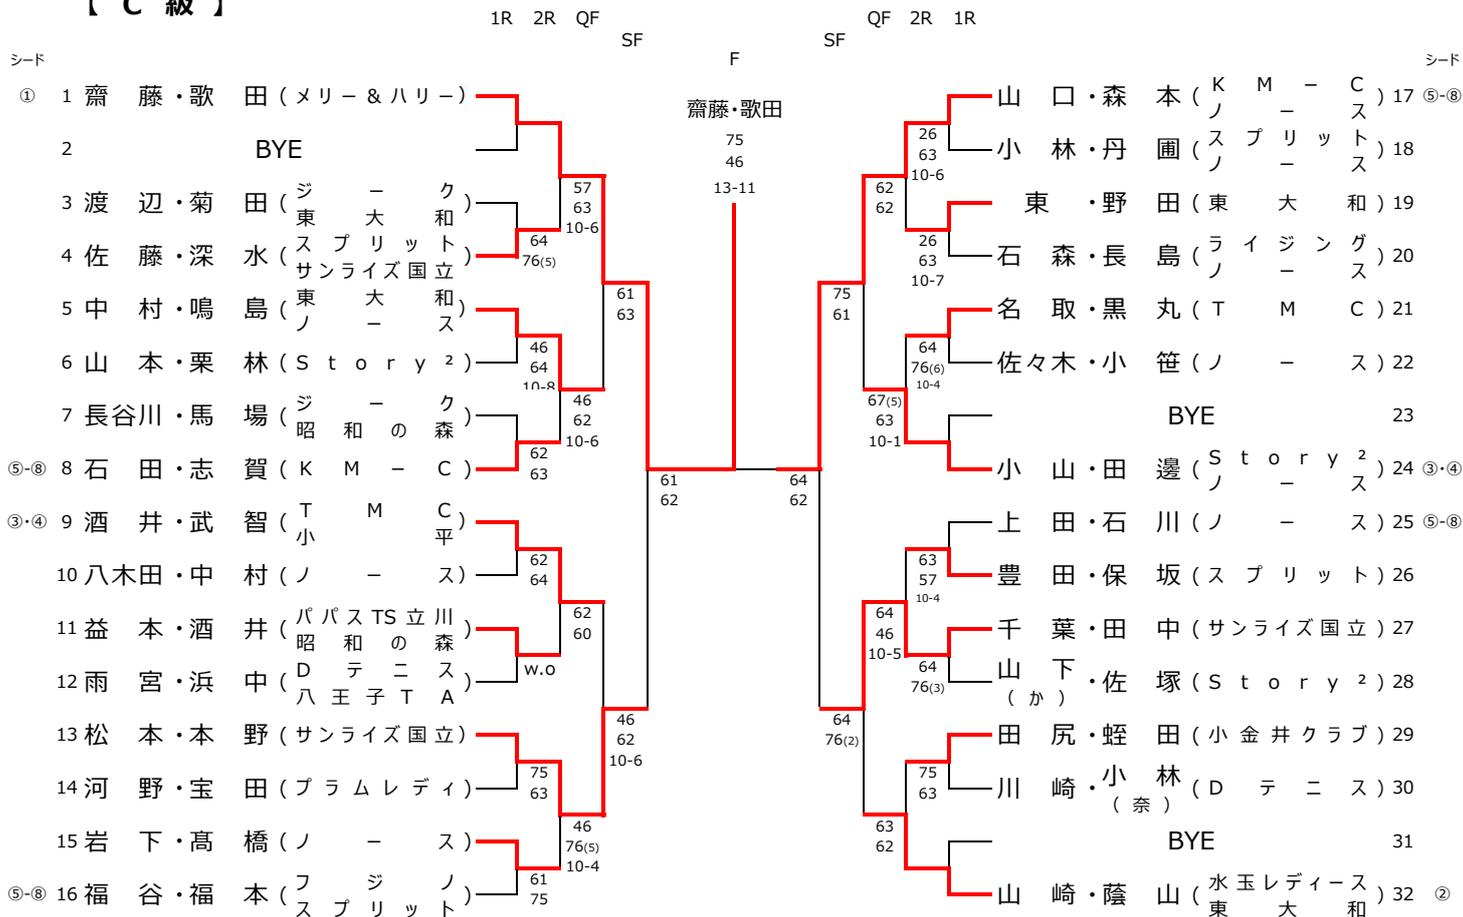 【 C 級 】
1R 2R QF SF F SF QF 2R 1R
シード
シード
① 1 齋 藤・歌 田 (メリー&ハリー)
2 BYE
3 渡 辺・菊 田 (ジーク 東大和)
4 佐 藤・深 水 (スプリット サンライズ国立)
5 中 村・鳴 島 (東大和 ノース)
6 山 本・栗 林 (Story²)
7 長谷川・馬 場 (ジーク 昭和の森)
⑤-⑧ 8 石 田・志 賀 (KM-C)
③・④ 9 酒 井・武 智 (TMC 小平)
10 八木田・中 村 (ノース)
11 益 本・酒 井 (パパスTS立川 昭和の森)
12 雨 宮・浜 中 (Dテニス 八王子TA)
13 松 本・本 野 (サンライズ国立)
14 河 野・宝 田 (プラムレディ)
15 岩 下・髙 橋 (ノース)
⑤-⑧ 16 福 谷・福 本 (フジノ スプリット)
64
76(5)
46
64
10-8
62
63
62
64
w.o
75
63
61
75
57
63
10-6
46
62
10-6
62
60
46
76(5)
10-4
61
63
46
62
10-6
61
62
齋藤・歌田
75
46
13-11
64
62
75
61
64
76(2)
62
62
67(5)
63
10-1
64
46
10-5
63
62
26
63
10-6
26
63
10-7
64
76(6)
10-4
63
57
10-4
64
76(3)
75
63
山 口・森 本 (KM-C ノース) 17 ⑤-⑧
小 林・丹 圃 (スプリット ノース) 18
東 ・野 田 (東大和) 19
石 森・長 島 (ライジング ノース) 20
名 取・黒 丸 (TMC) 21
佐々木・小 笹 (ノース) 22
BYE 23
小 山・田 邊 (Story² ノース) 24 ③・④
上 田・石 川 (ノース) 25 ⑤-⑧
豊 田・保 坂 (スプリット) 26
千 葉・田 中 (サンライズ国立) 27
山 下(か)・佐 塚 (Story²) 28
田 尻・蛭 田 (小金井クラブ) 29
川 崎・小 林(奈) (Dテニス) 30
BYE 31
山 崎・蔭 山 (水玉レディース 東大和) 32 ②